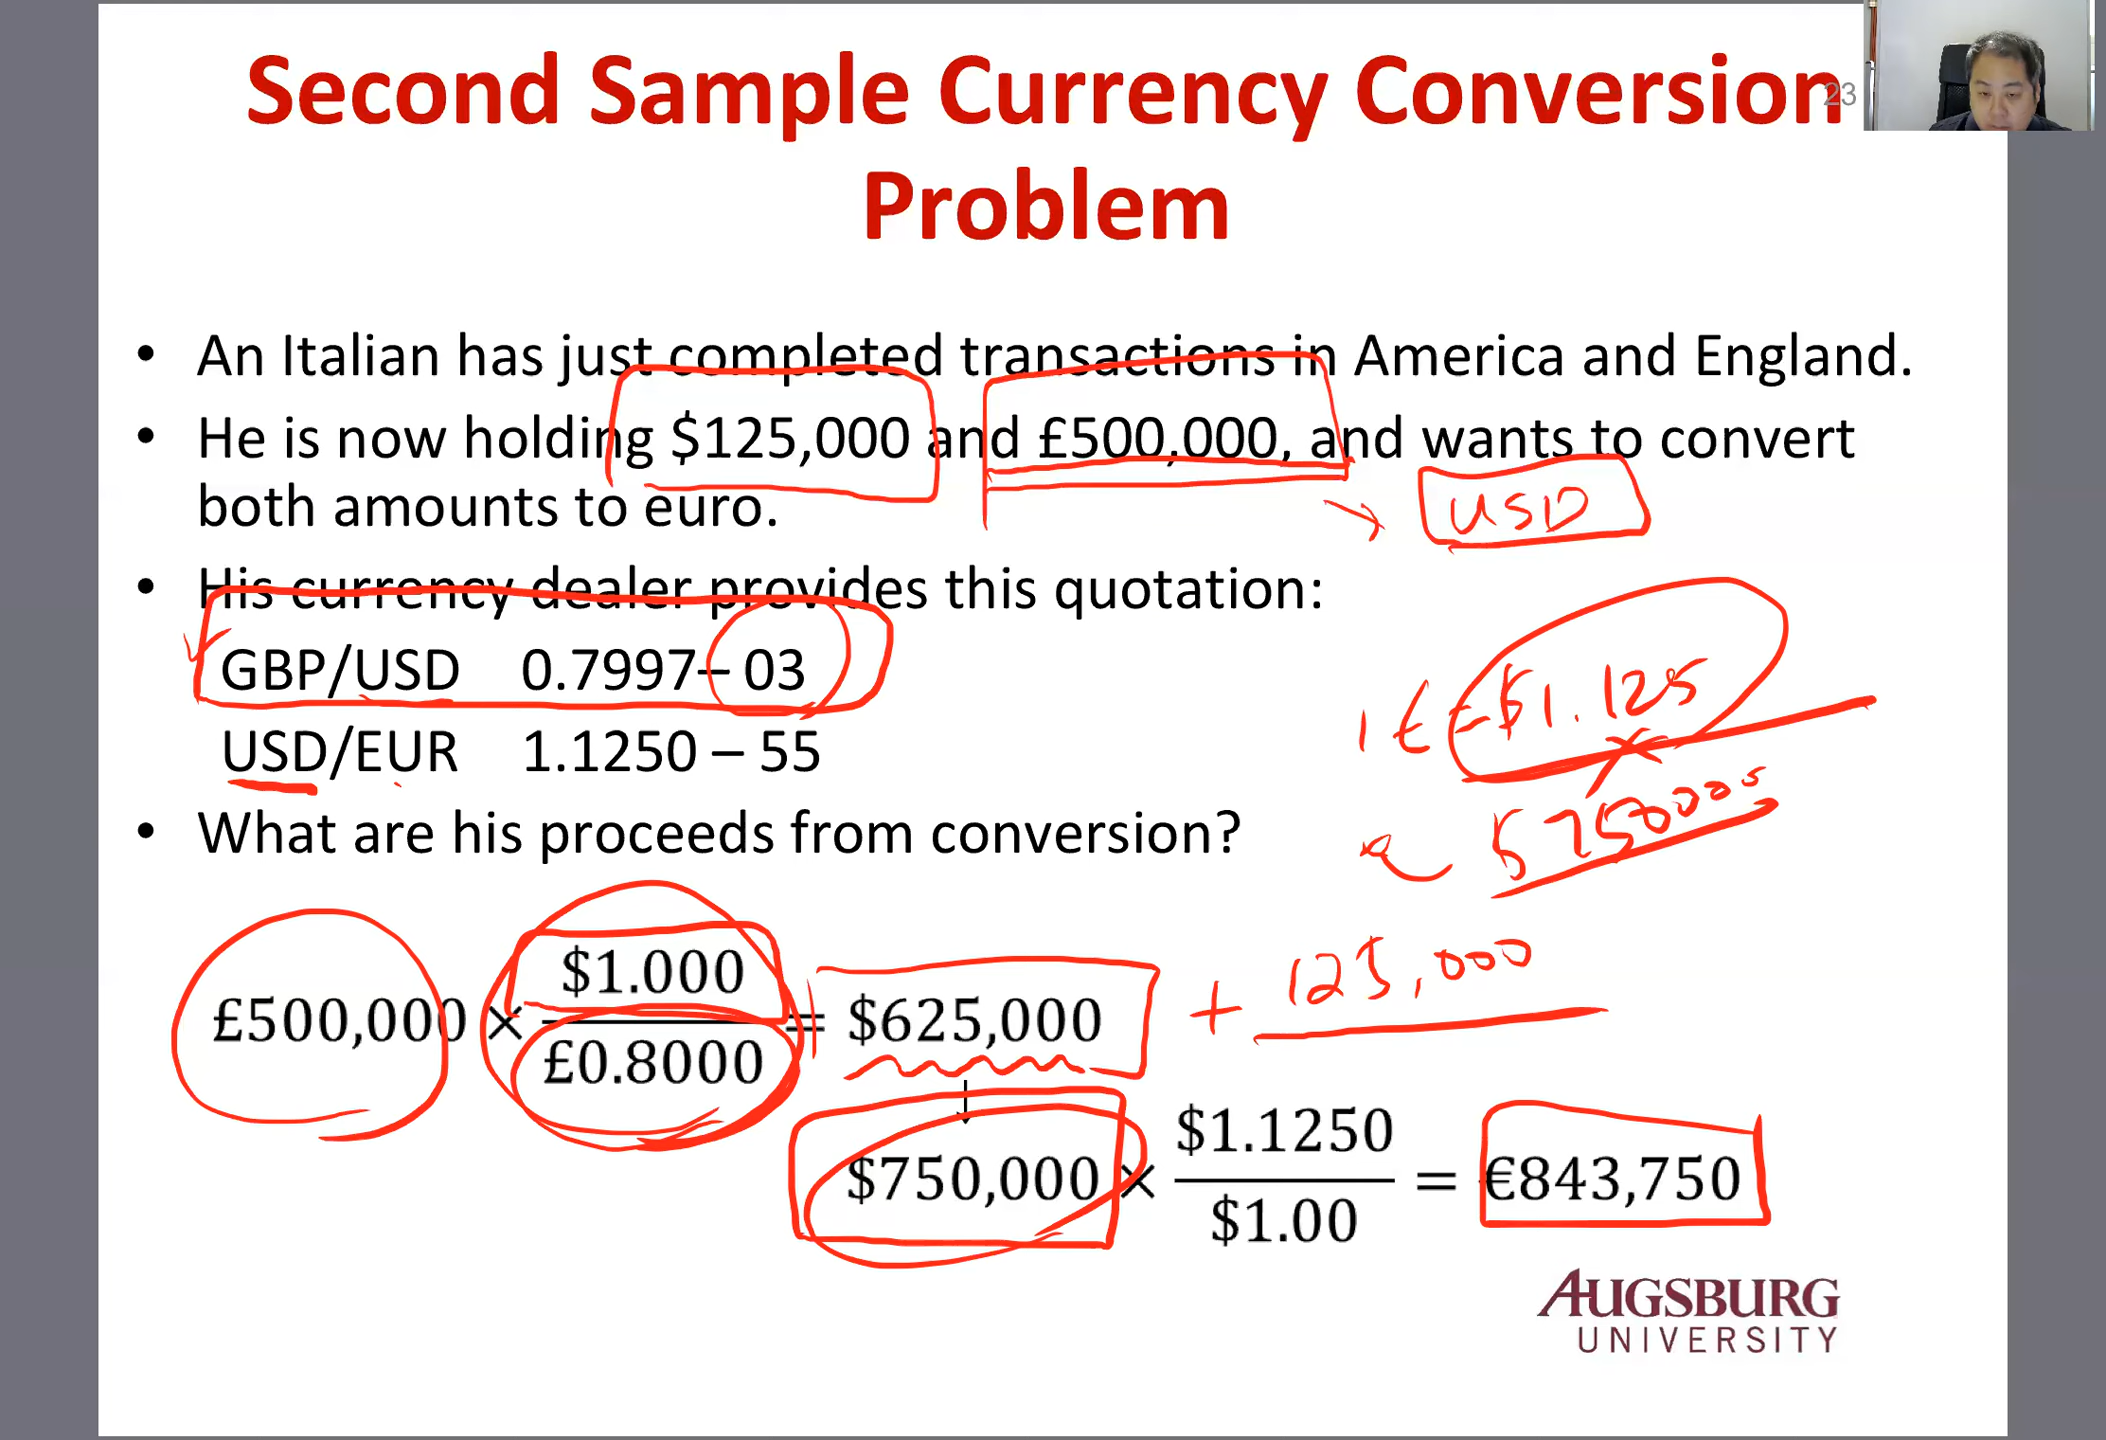 Second Sample Currency Conversion
23
Problem
• An Italian has just completed transactions in America and England.
• He is now holding $125,000 and £500,000, and wants to convert
both amounts to euro.
USD
• His currency dealer provides this quotation:
GBP/USD 0.7997– 03
1 € = $1.125
USD/EUR 1.1250 – 55
×
$750000
• What are his proceeds from conversion?
£500,000 × $1.000 / £0.8000 = $625,000 + 125,000
↓
$750,000 × $1.1250 / $1.00 = €843,750
AUGSBURG
UNIVERSITY